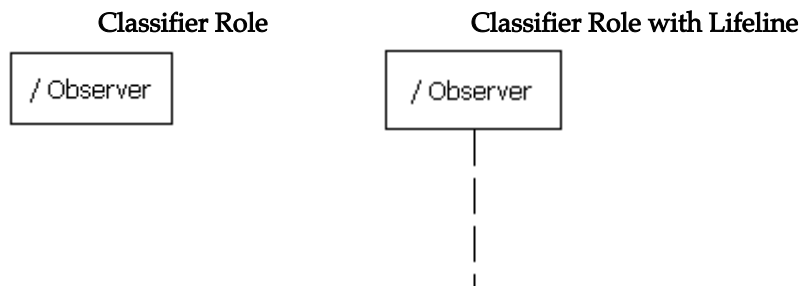 Classifier Role
Classifier Role with Lifeline
/ Observer
/ Observer